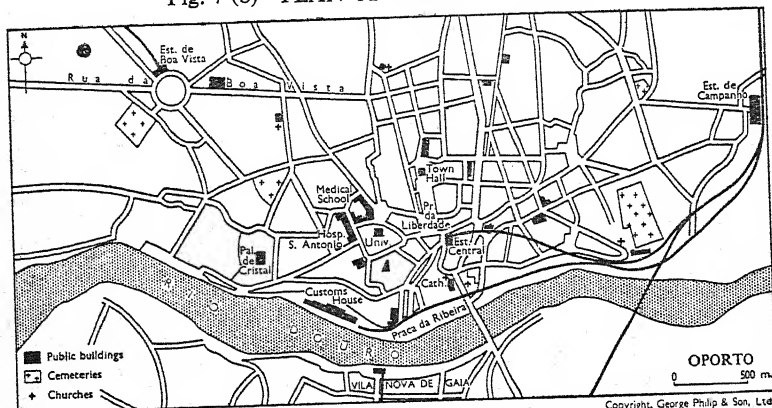 Fig. 7 (8)
N
Est. de
Boa Vista
Rua da Boa Vista
Est. de
Campanhã
Medical
School
Town
Hall
Pr.
da
Liberdade
Hosp.
S. Antonio
Univ.
Est.
Central
Pal.
de
Cristal
Cath.
Customs
House
Praca da Ribeira
RIO DOURO
Public buildings
Cemeteries
Churches
VILA NOVA DE GAIA
OPORTO
0 500 m.
Copyright, George Philip & Son, Ltd